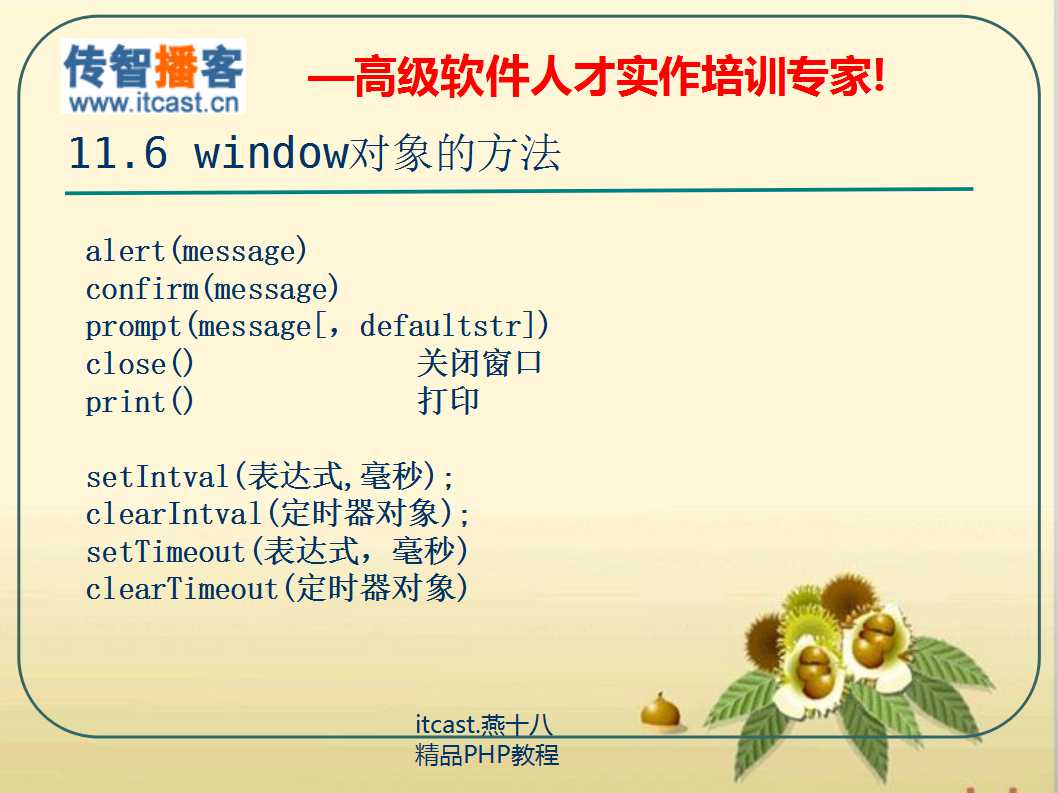 传智播客
www.itcast.cn
—高级软件人才实作培训专家!
11.6 window对象的方法
alert(message)
confirm(message)
prompt(message[，defaultstr])
close() 关闭窗口
print() 打印
setIntval(表达式,毫秒);
clearIntval(定时器对象);
setTimeout(表达式，毫秒)
clearTimeout(定时器对象)
itcast.燕十八
精品PHP教程